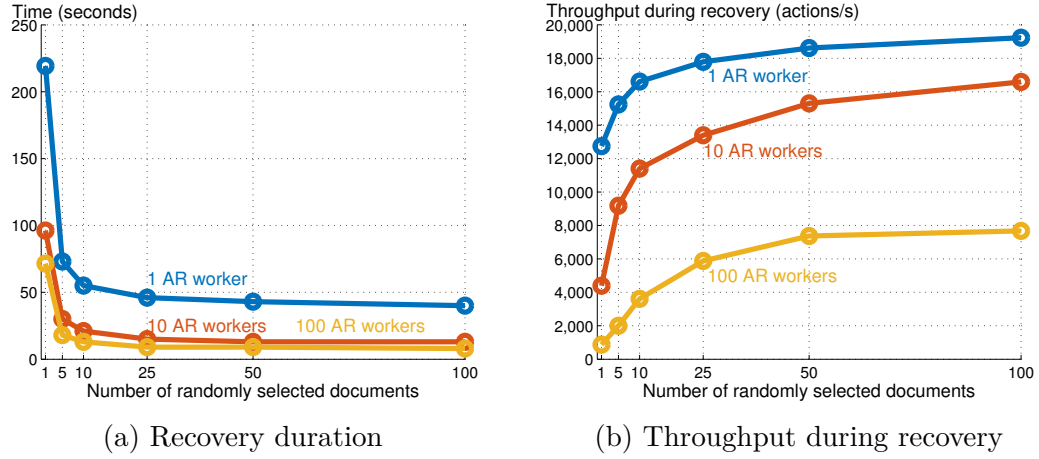 Time (seconds)
250
200
150
100
50
0
1 AR worker
10 AR workers
100 AR workers
1 5 10 25 50 100
Number of randomly selected documents
(a) Recovery duration
Throughput during recovery (actions/s)
20,000
18,000
16,000
14,000
12,000
10,000
8,000
6,000
4,000
2,000
0
1 AR worker
10 AR workers
100 AR workers
1 5 10 25 50 100
Number of randomly selected documents
(b) Throughput during recovery